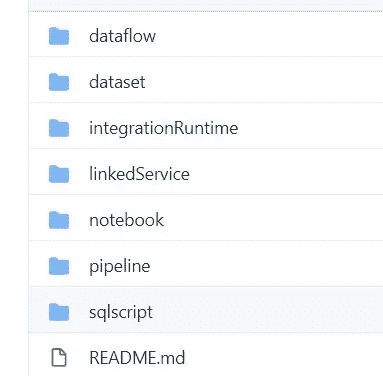 dataflow
dataset
integrationRuntime
linkedService
notebook
pipeline
sqlscript
README.md